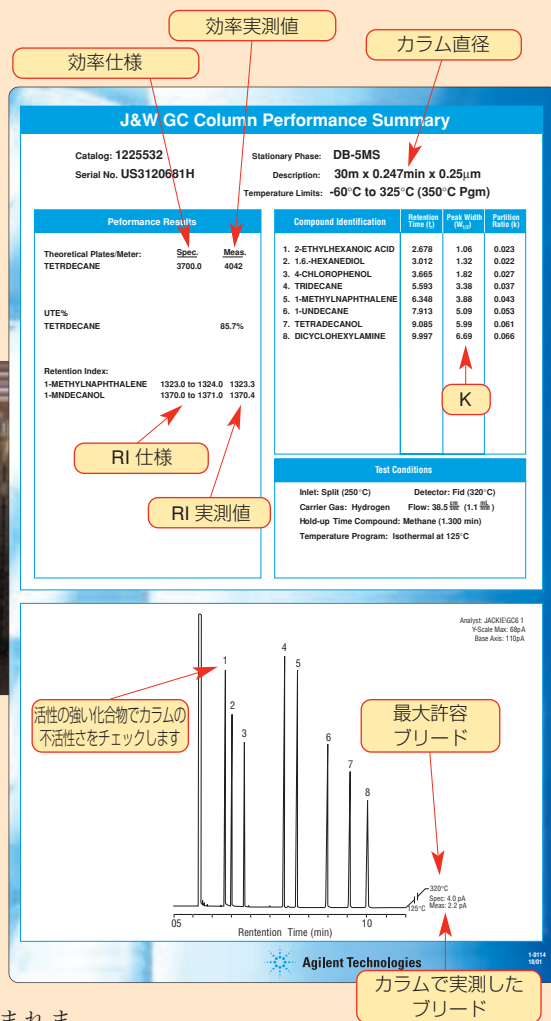 効率実測値
効率仕様
カラム直径
J&W GC Column Performance Summary
Catalog: 1225532
Serial No. US3120681H
Stationary Phase: DB-5MS
Description: 30m x 0.247min x 0.25μm
Temperature Limits: -60°C to 325°C (350°C Pgm)
Peformance Results
Theoretical Plates/Meter: Spec. Meas.
TETRDECANE 3700.0 4042
UTE%
TETRDECANE 85.7%
Retention Index:
1-METHYLNAPHTHALENE 1323.0 to 1324.0 1323.3
1-MNDECANOL 1370.0 to 1371.0 1370.4
RI 仕様
RI 実測値
Compound Identification Retention Time (tr) Peak Width (W1/2) Partition Ratio (k)
1. 2-ETHYLHEXANOIC ACID 2.678 1.06 0.023
2. 1.6.-HEXANEDIOL 3.012 1.32 0.022
3. 4-CHLOROPHENOL 3.665 1.82 0.027
4. TRIDECANE 5.593 3.38 0.037
5. 1-METHYLNAPHTHALENE 6.348 3.88 0.043
6. 1-UNDECANE 7.913 5.09 0.053
7. TETRADECANOL 9.085 5.99 0.061
8. DICYCLOHEXYLAMINE 9.997 6.69 0.066
K
Test Conditions
Inlet: Split (250°C) Detector: Fid (320°C)
Carrier Gas: Hydrogen Flow: 38.5 (1.1)
Hold-up Time Compound: Methane (1.300 min)
Temperature Program: Isothermal at 125°C
Analyst: JACKIE\GC6 1
Y-Scale Max: 68pA
Base Axis: 110pA
1
2
3
4
5
6
7
8
活性の強い化合物でカラムの
不活性さをチェックします
最大許容
ブリード
320°C
Spec: 4.0 pA
Meas: 2.2 pA
125°C
05 10
Rentention Time (min)
Agilent Technologies
1-0114
10/01
カラムで実測した
ブリード